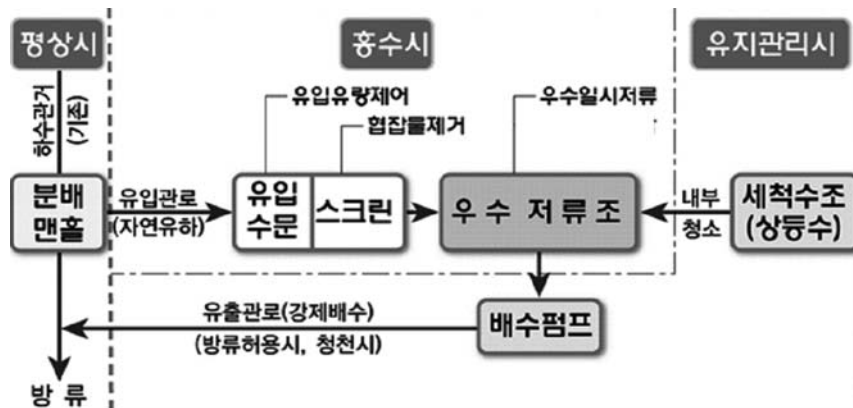 평상시
홍수시
유지관리시
하수관거
(기존)
유입유량제어
협잡물제거
우수일시저류
분배
맨홀
유입관로
(자연유하)
유입
수문
스크린
우수 저류조
내부
청소
세척수조
(상등수)
유출관로(강제배수)
(방류허용시, 청천시)
배수펌프
방 류